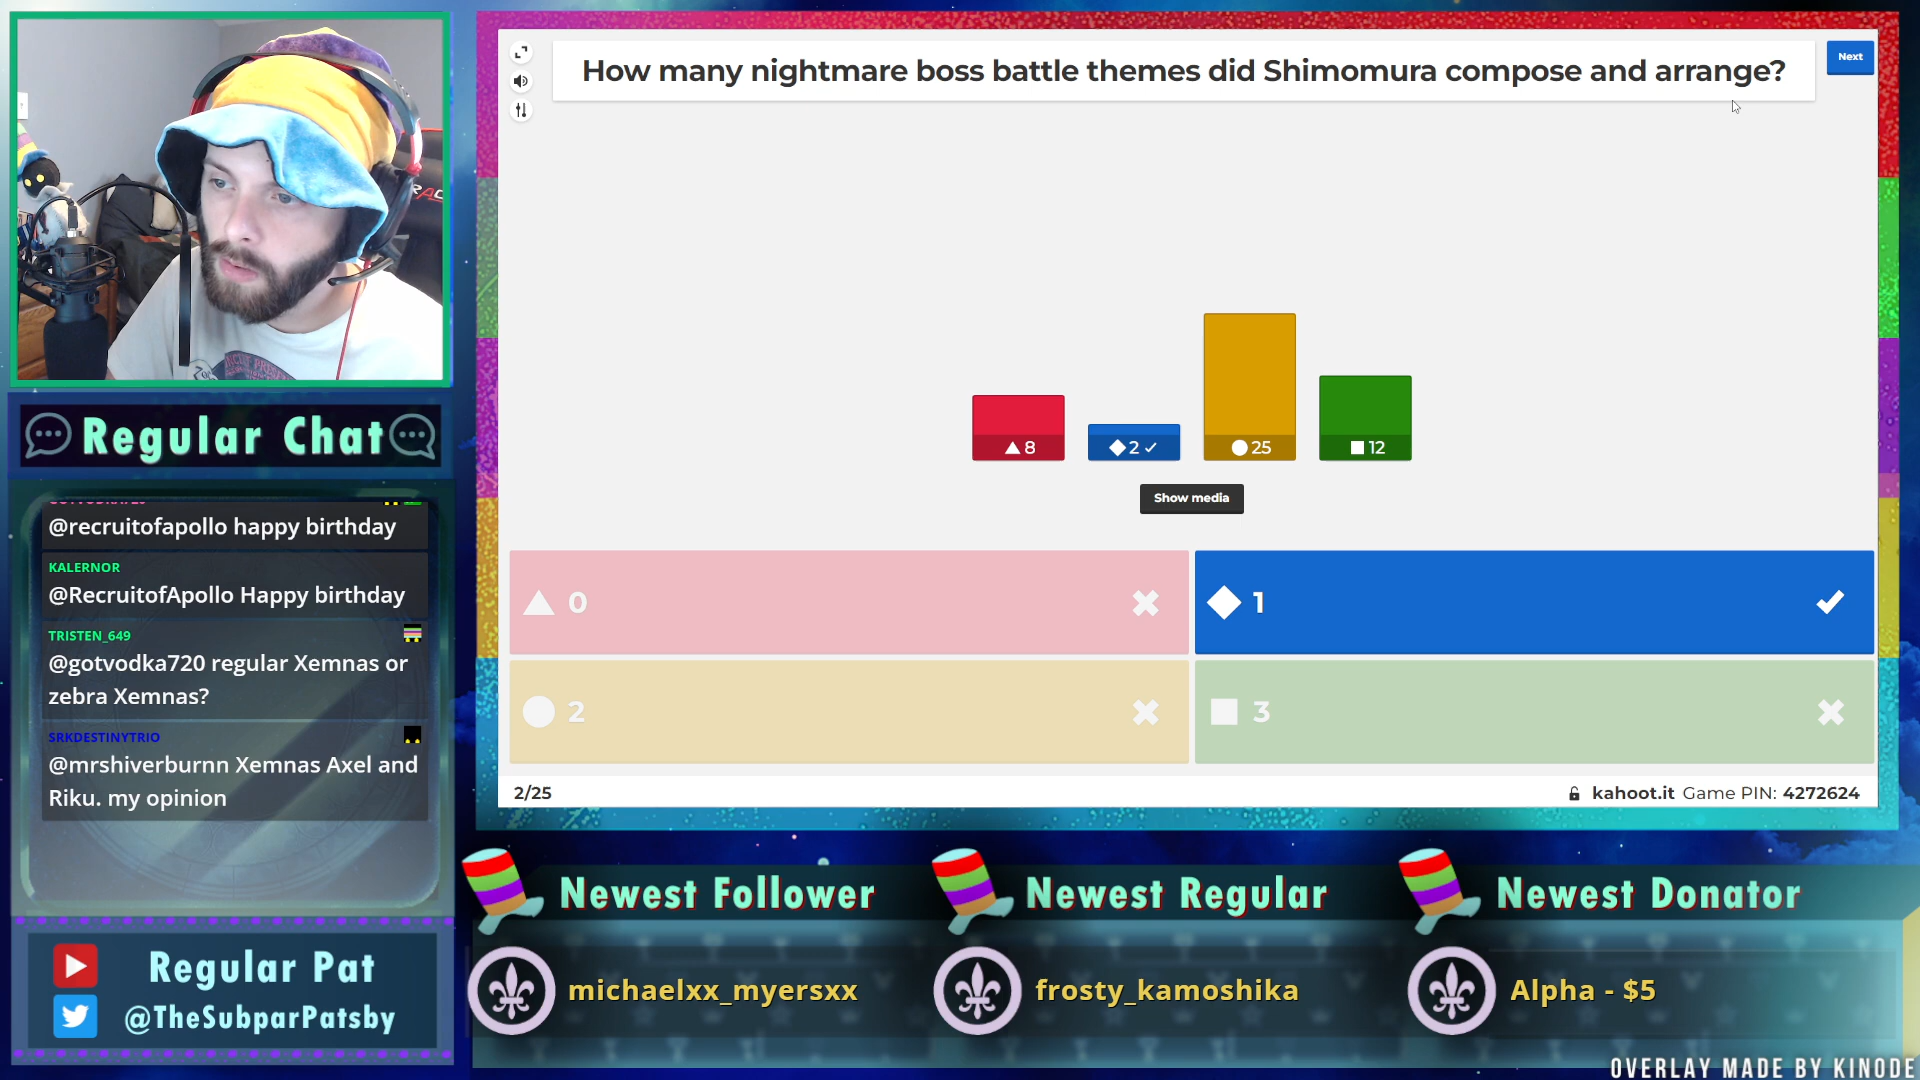 How many nightmare boss battle themes did Shimomura compose and arrange?
Next
8
2
25
12
Show media
0
1
2
3
2/25
kahoot.it Game PIN: 4272624
Regular Chat
@recruitofapollo happy birthday
KALERNOR
@RecruitofApollo Happy birthday
TRISTEN_649
@gotvodka720 regular Xemnas or
zebra Xemnas?
SRKDESTINYTRIO
@mrshiverburnn Xemnas Axel and
Riku. my opinion
Regular Pat
@TheSubparPatsby
Newest Follower
michaelxx_myersxx
Newest Regular
frosty_kamoshika
Newest Donator
Alpha - $5
OVERLAY MADE BY KINODE